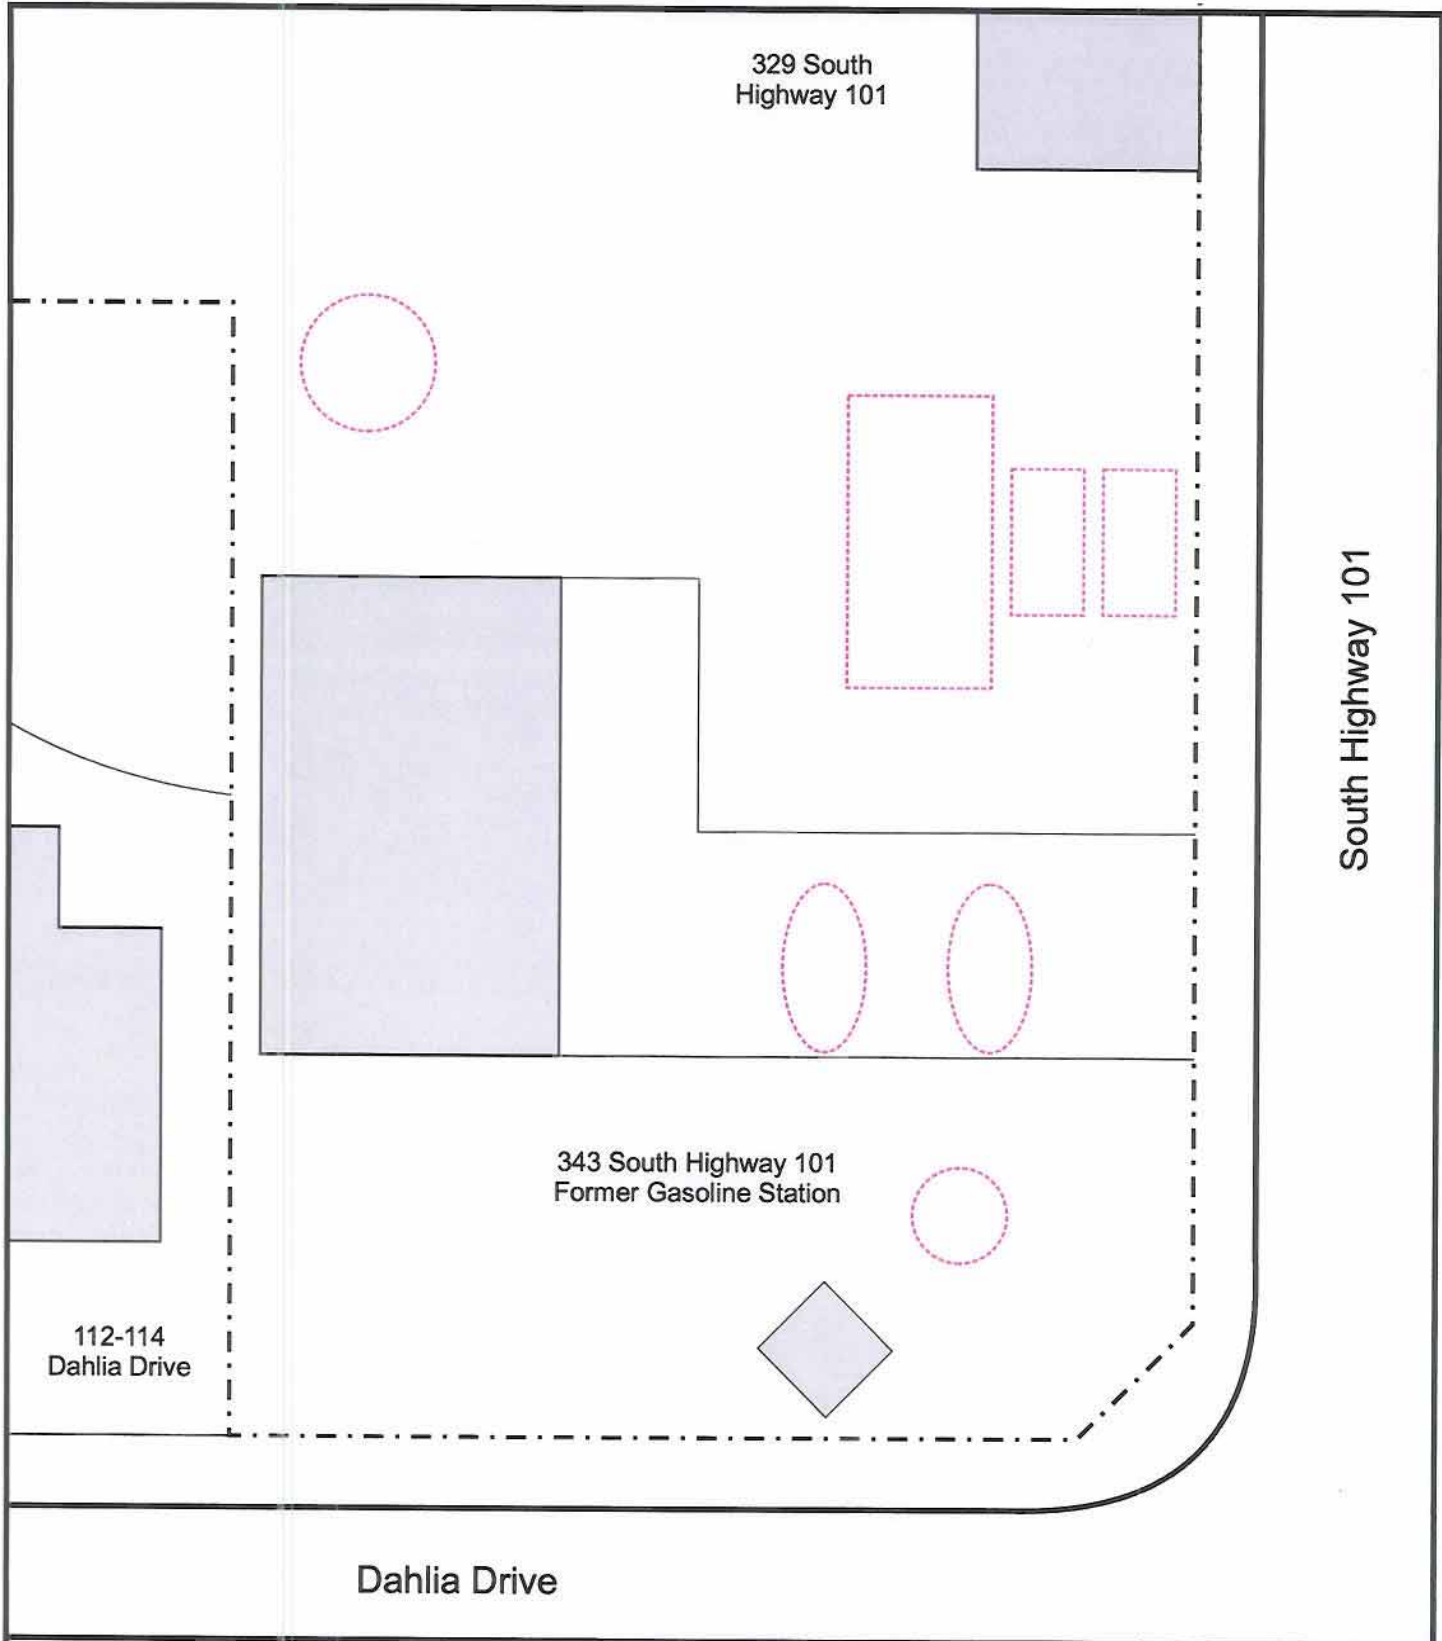 329 South
Highway 101
South Highway 101
343 South Highway 101
Former Gasoline Station
112-114
Dahlia Drive
Dahlia Drive